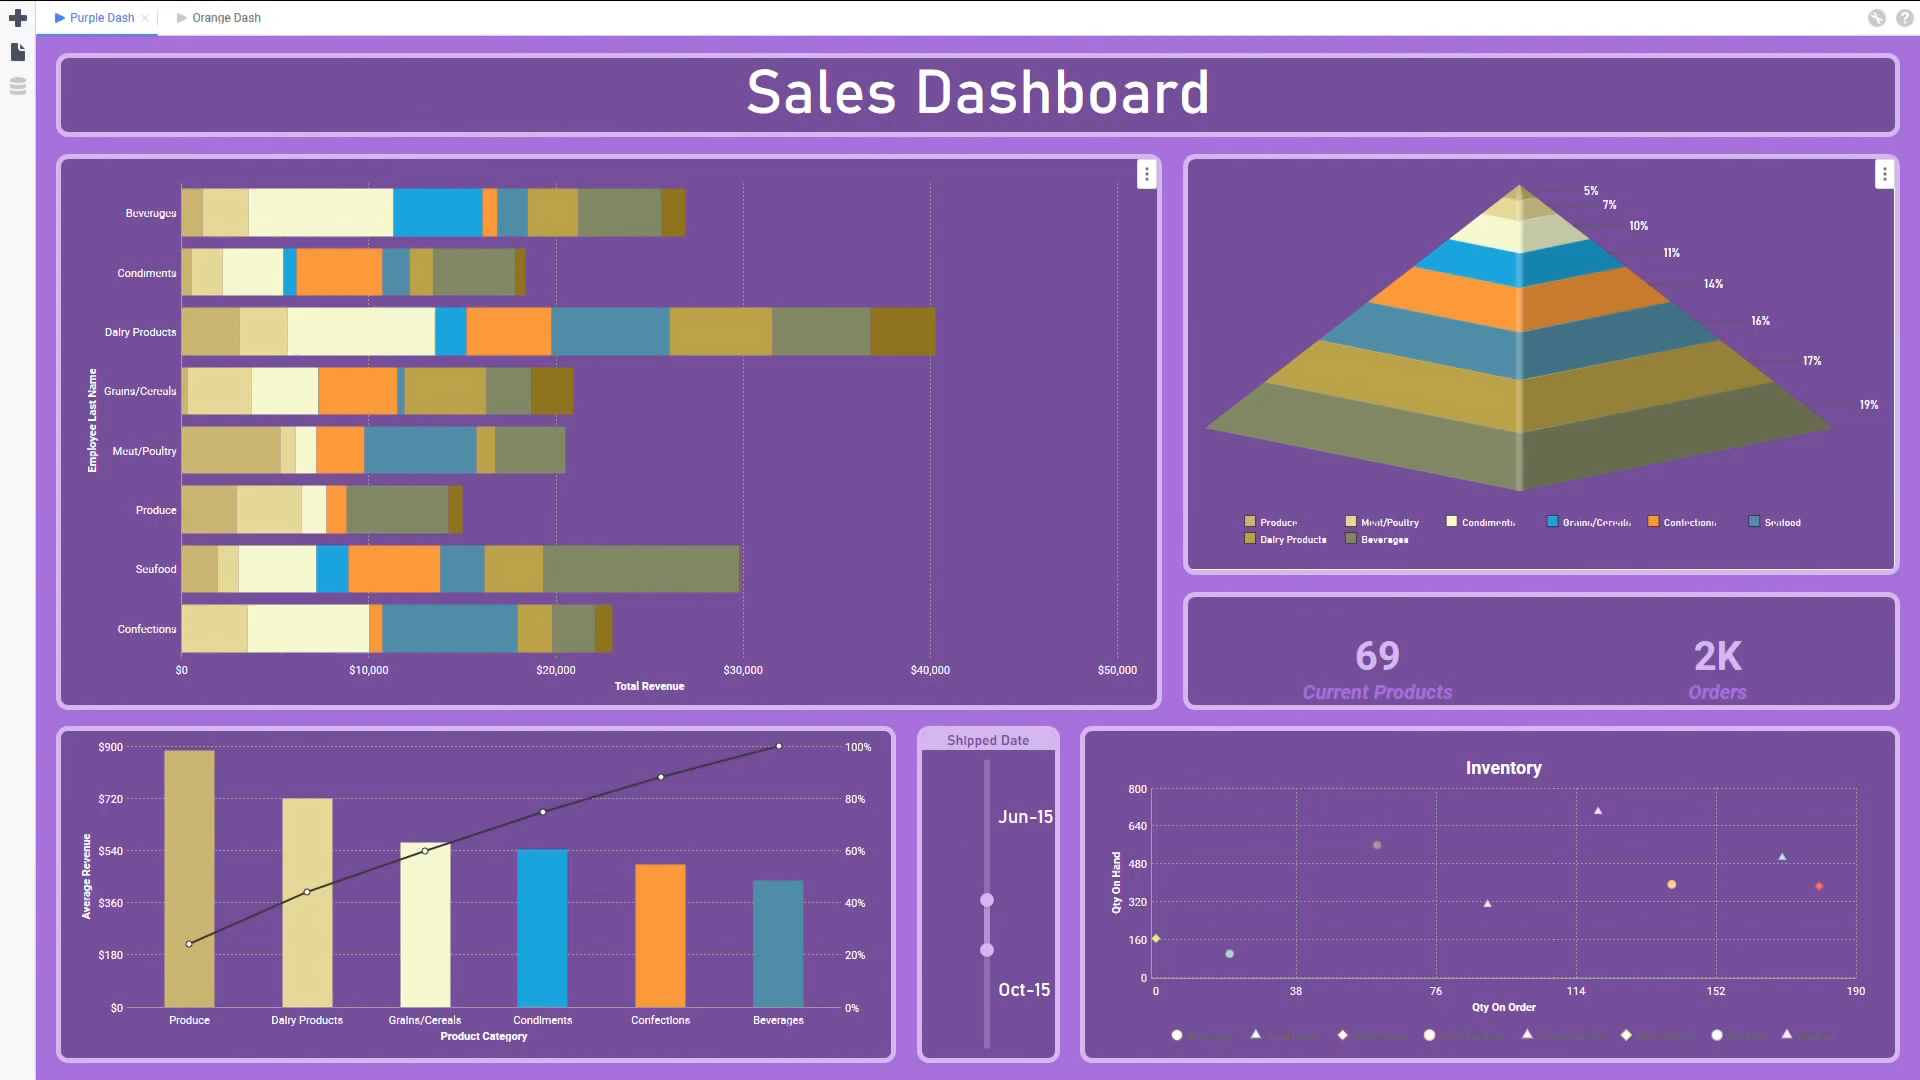 Purple Dash
Orange Dash
Sales Dashboard
Employee Last Name
Beverages
Condiments
Dairy Products
Grains/Cereals
Meat/Poultry
Produce
Seafood
Confections
$0 $10,000 $20,000 $30,000 $40,000 $50,000
Total Revenue
5%
7%
10%
11%
14%
16%
17%
19%
Produce Meat/Poultry Condiments Grains/Cereals Confections Seafood
Dairy Products Beverages
69 2K
Current Products Orders
Average Revenue
$900
$720
$540
$360
$180
$0
100%
80%
60%
40%
20%
0%
Produce Dairy Products Grains/Cereals Condiments Confections Beverages
Product Category
Shipped Date
Jun-15
Oct-15
Inventory
Qty On Hand
800
640
480
320
160
0
0 38 76 114 152 190
Qty On Order